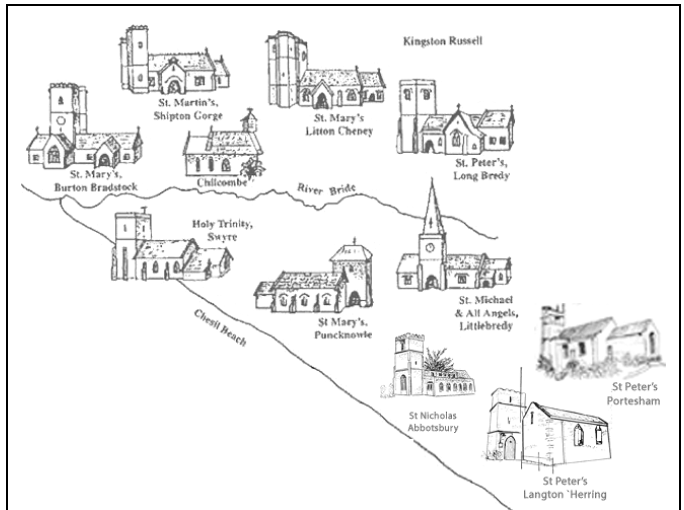 Kingston Russell
St. Martin's,
Shipton Gorge
St. Mary's
Litton Cheney
St. Peter's,
Long Bredy
St. Mary's,
Burton Bradstock
Chilcombe
River Bride
Holy Trinity,
Swyre
St Mary's,
Puncknowle
St. Michael
& All Angels,
Littlebredy
Chesil Beach
St Nicholas
Abbotsbury
St Peter's
Portesham
St Peter's
Langton `Herring